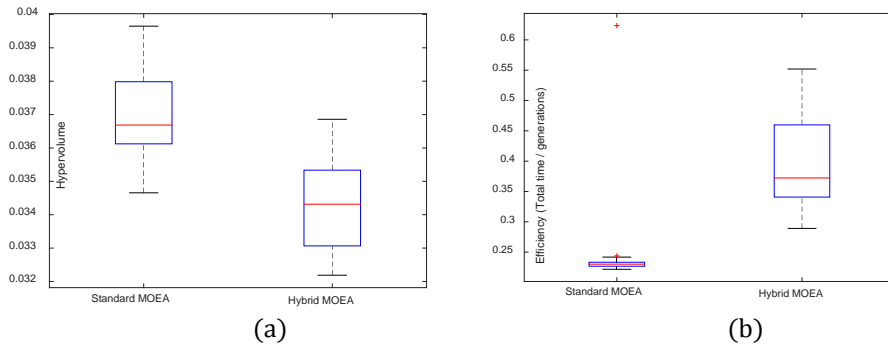 0.04
0.039
0.038
0.037
0.036
0.035
0.034
0.033
0.032
Hypervolume
Standard MOEA
Hybrid MOEA
(a)
0.6
0.55
0.5
0.45
0.4
0.35
0.3
0.25
Efficiency (Total time / generations)
Standard MOEA
Hybrid MOEA
(b)